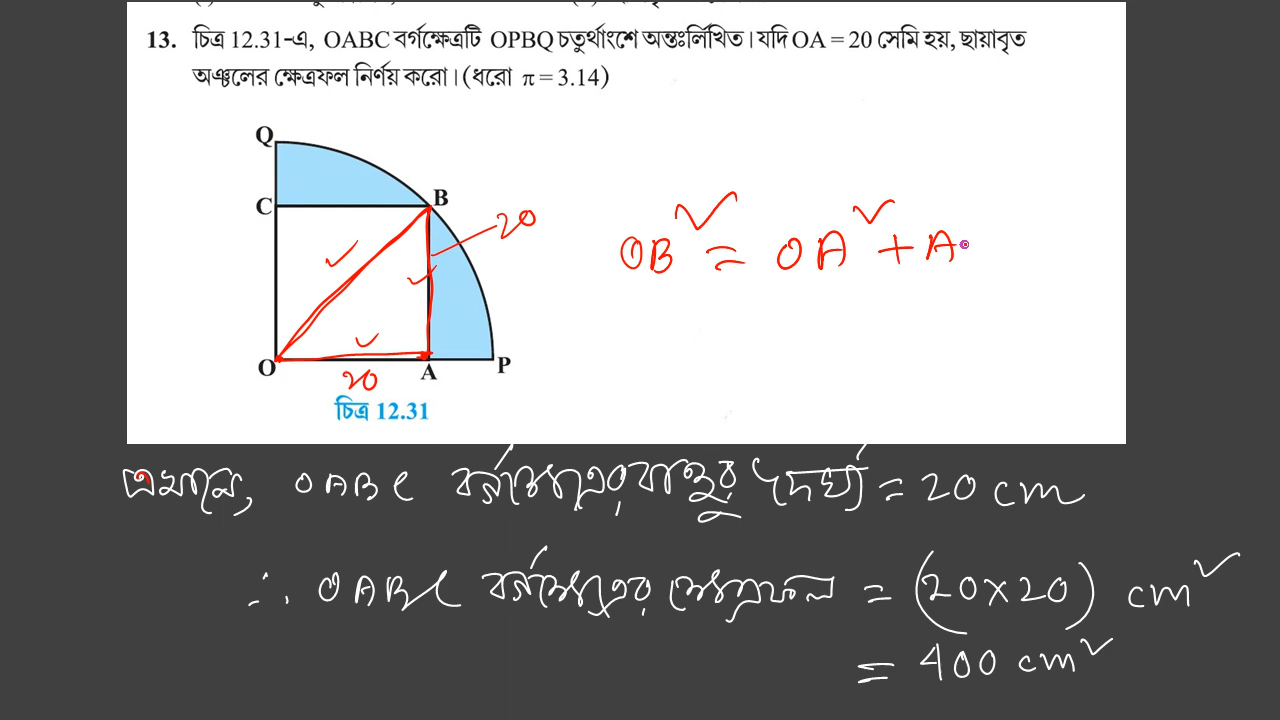 13. চিত্র 12.31-এ, OABC বর্গক্ষেত্রটি OPBQ চতুর্থাংশে অন্তঃর্লিখিত। যদি OA = 20 সেমি হয়, ছায়াবৃত
অঞ্চলের ক্ষেত্রফল নির্ণয় করো। (ধরো π = 3.14)
Q
C
B
20
O
20
A
P
চিত্র 12.31
OB² = OA² + A
এখানে, OABC বর্গক্ষেত্রের বাহুর দৈর্ঘ্য = 20 cm
∴ OABC বর্গক্ষেত্রের ক্ষেত্রফল = (20×20) cm²
= 400 cm²